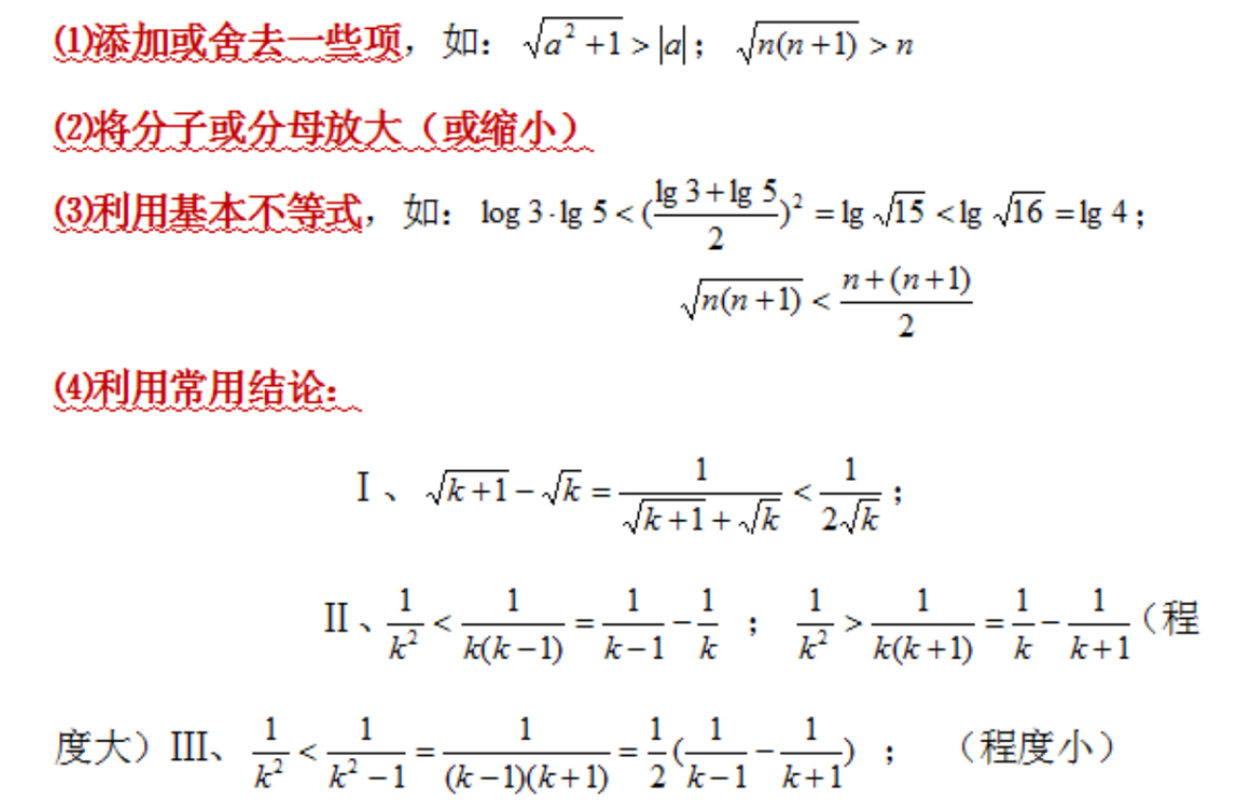 ⑴添加或舍去一些项，如：$\sqrt{a^2+1}>|a|$；$\sqrt{n(n+1)}>n$
⑵将分子或分母放大（或缩小）
⑶利用基本不等式，如：$\log 3\cdot\lg 5<(\frac{\lg 3+\lg 5}{2})^2=\lg\sqrt{15}<\lg\sqrt{16}=\lg 4$；
$\sqrt{n(n+1)}<\frac{n+(n+1)}{2}$
⑷利用常用结论：
Ⅰ、$\sqrt{k+1}-\sqrt{k}=\frac{1}{\sqrt{k+1}+\sqrt{k}}<\frac{1}{2\sqrt{k}}$；
Ⅱ、$\frac{1}{k^2}<\frac{1}{k(k-1)}=\frac{1}{k-1}-\frac{1}{k}$；$\frac{1}{k^2}>\frac{1}{k(k+1)}=\frac{1}{k}-\frac{1}{k+1}$（程
度大）Ⅲ、$\frac{1}{k^2}<\frac{1}{k^2-1}=\frac{1}{(k-1)(k+1)}=\frac{1}{2}(\frac{1}{k-1}-\frac{1}{k+1})$；（程度小）